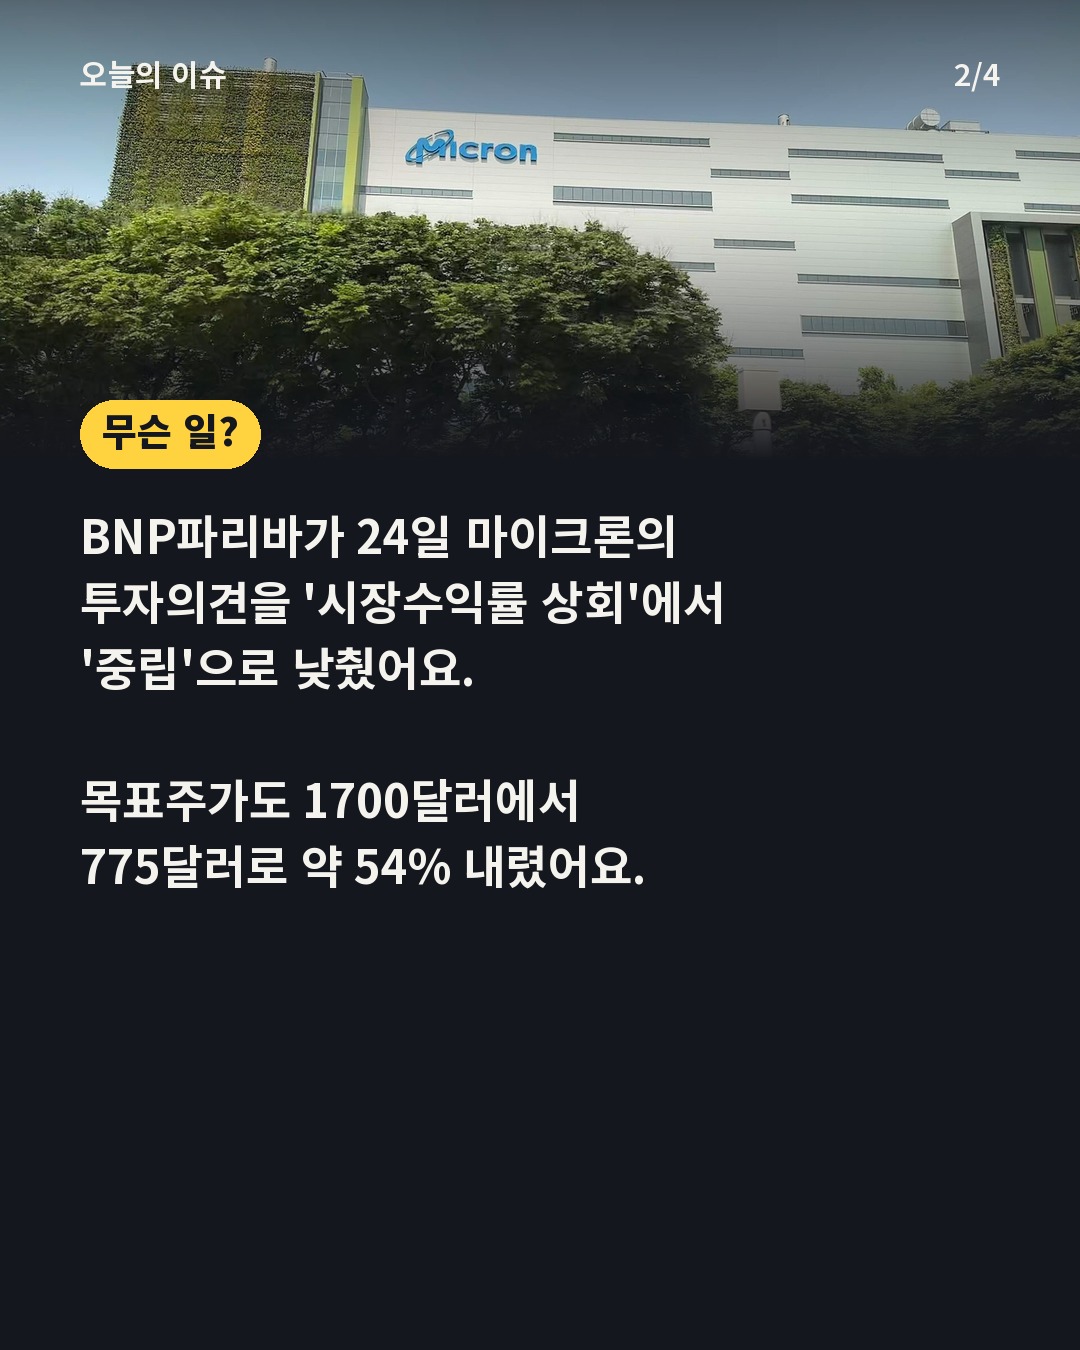 오늘의 이슈
2/4
Micron
무슨 일?
BNP파리바가 24일 마이크론의
투자의견을 '시장수익률 상회'에서
'중립'으로 낮췄어요.
목표주가도 1700달러에서
775달러로 약 54% 내렸어요.